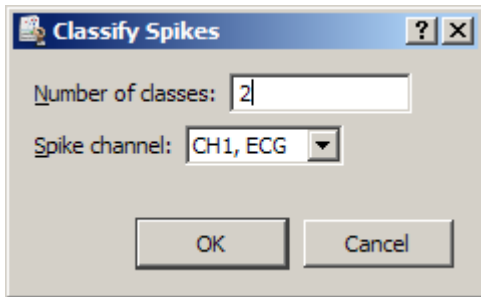 Classify Spikes
Number of classes: 2
Spike channel: CH1, ECG
OK Cancel